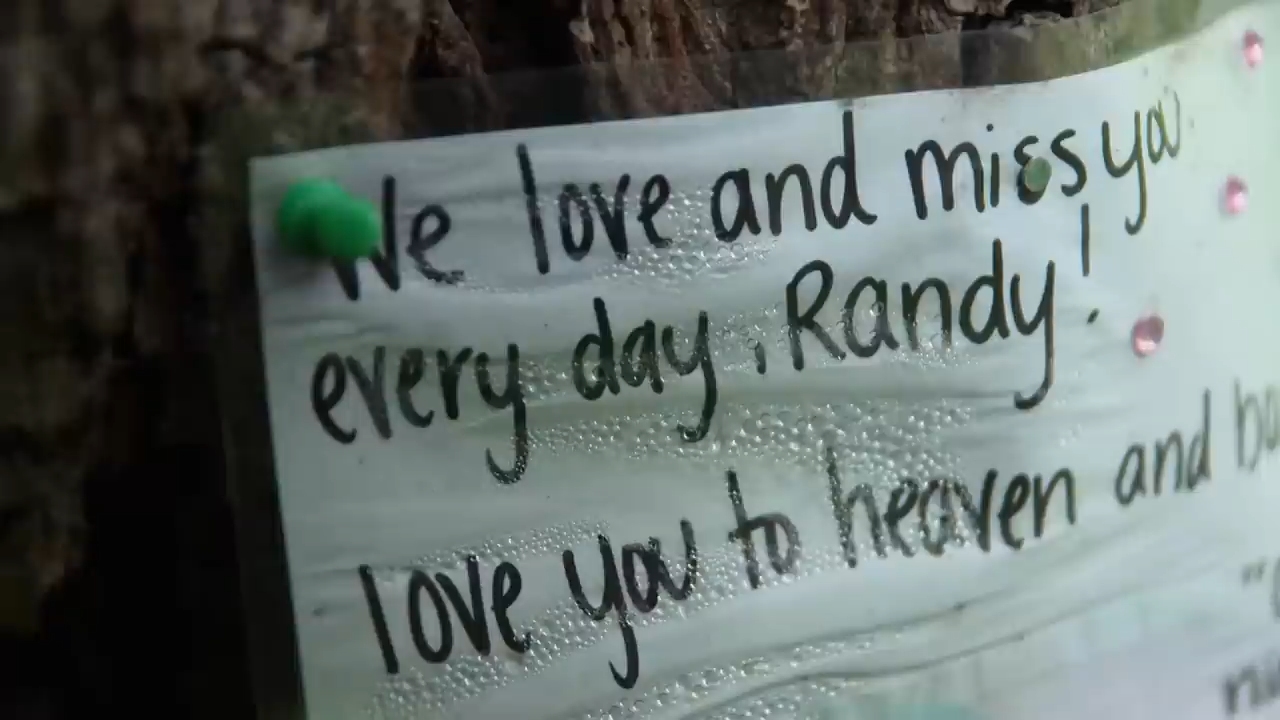 We love and miss you
every day, Randy!
love you to heaven and